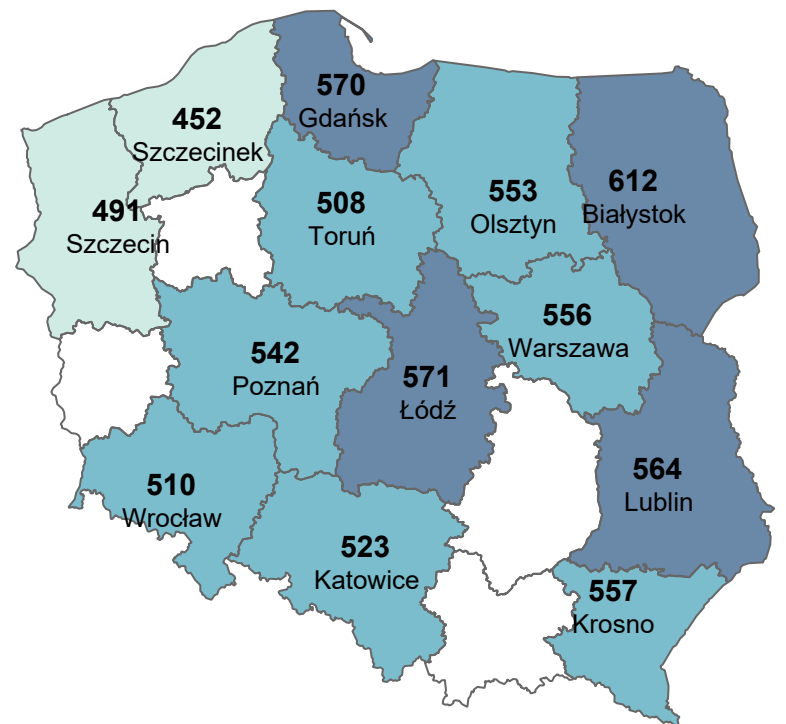 570
Gdańsk
452
Szczecinek
491
Szczecin
508
Toruń
553
Olsztyn
612
Białystok
542
Poznań
571
Łódź
556
Warszawa
510
Wrocław
523
Katowice
564
Lublin
557
Krosno